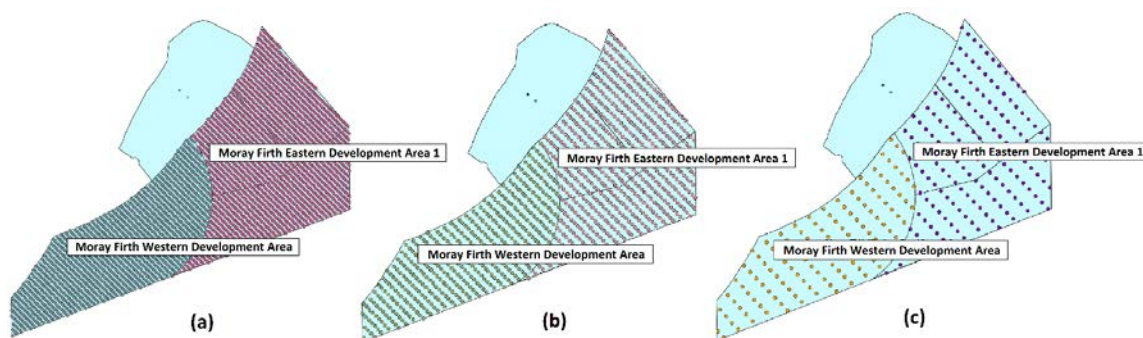 Moray Firth Eastern Development Area 1
Moray Firth Western Development Area
(a)
Moray Firth Eastern Development Area 1
Moray Firth Western Development Area
(b)
Moray Firth Eastern Development Area 1
Moray Firth Western Development Area
(c)